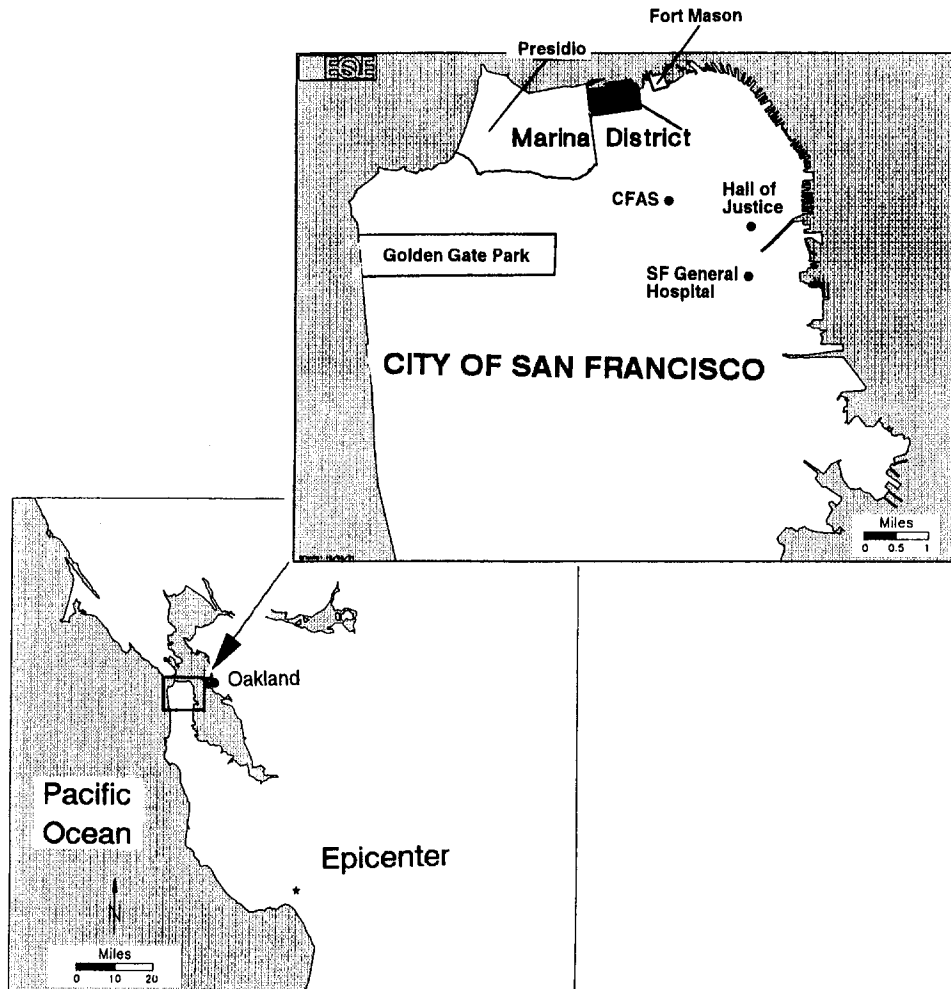 Fort Mason
Presidio
EQE
Marina District
CFAS
Hall of
Justice
Golden Gate Park
SF General
Hospital
CITY OF SAN FRANCISCO
Miles
0 0.5 1
Oakland
Pacific
Ocean
Epicenter
N
Miles
0 10 20